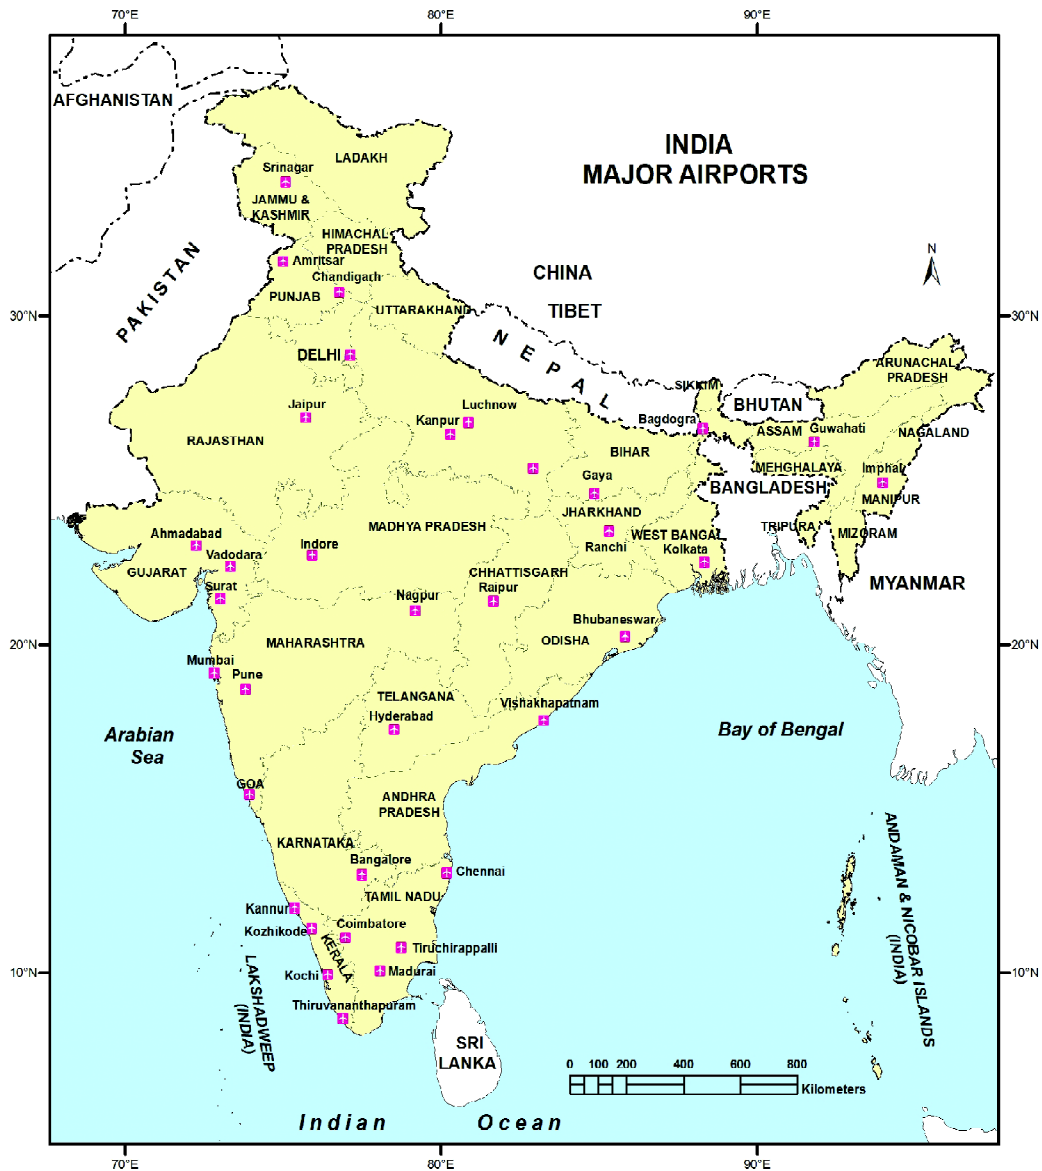 70°E 80°E 90°E
AFGHANISTAN
INDIA
MAJOR AIRPORTS
LADAKH
Srinagar
JAMMU &
KASHMIR
HIMACHAL
PRADESH
N
PAKISTAN
Amritsar
Chandigarh
CHINA
PUNJAB
UTTARAKHAND
TIBET
30°N 30°N
NEPAL
DELHI
ARUNACHAL
PRADESH
SIKKIM
Jaipur
Luchnow
BHUTAN
Kanpur
Bagdogra
ASSAM
Guwahati
NAGALAND
RAJASTHAN
BIHAR
MEHGHALAYA
Imphal
Gaya
BANGLADESH
MANIPUR
JHARKHAND
MADHYA PRADESH
TRIPURA
MIZORAM
Ahmadabad
Indore
Ranchi
WEST BANGAL
Kolkata
Vadodara
GUJARAT
CHHATTISGARH
MYANMAR
Surat
Raipur
Nagpur
Bhubaneswar
ODISHA
20°N 20°N
MAHARASHTRA
Mumbai
Pune
TELANGANA
Vishakhapatnam
Hyderabad
Arabian
Sea
Bay of Bengal
GOA
ANDHRA
PRADESH
KARNATAKA
Bangalore
Chennai
TAMIL NADU
Kannur
Coimbatore
Kozhikode
KERALA
Tiruchirappalli
ANDAMAN & NICOBAR ISLANDS
(INDIA)
Kochi
Madurai
10°N 10°N
LAKSHADWEEP
(INDIA)
Thiruvananthapuram
SRI
LANKA
0 100 200 400 600 800
Kilometers
Indian Ocean
70°E 80°E 90°E